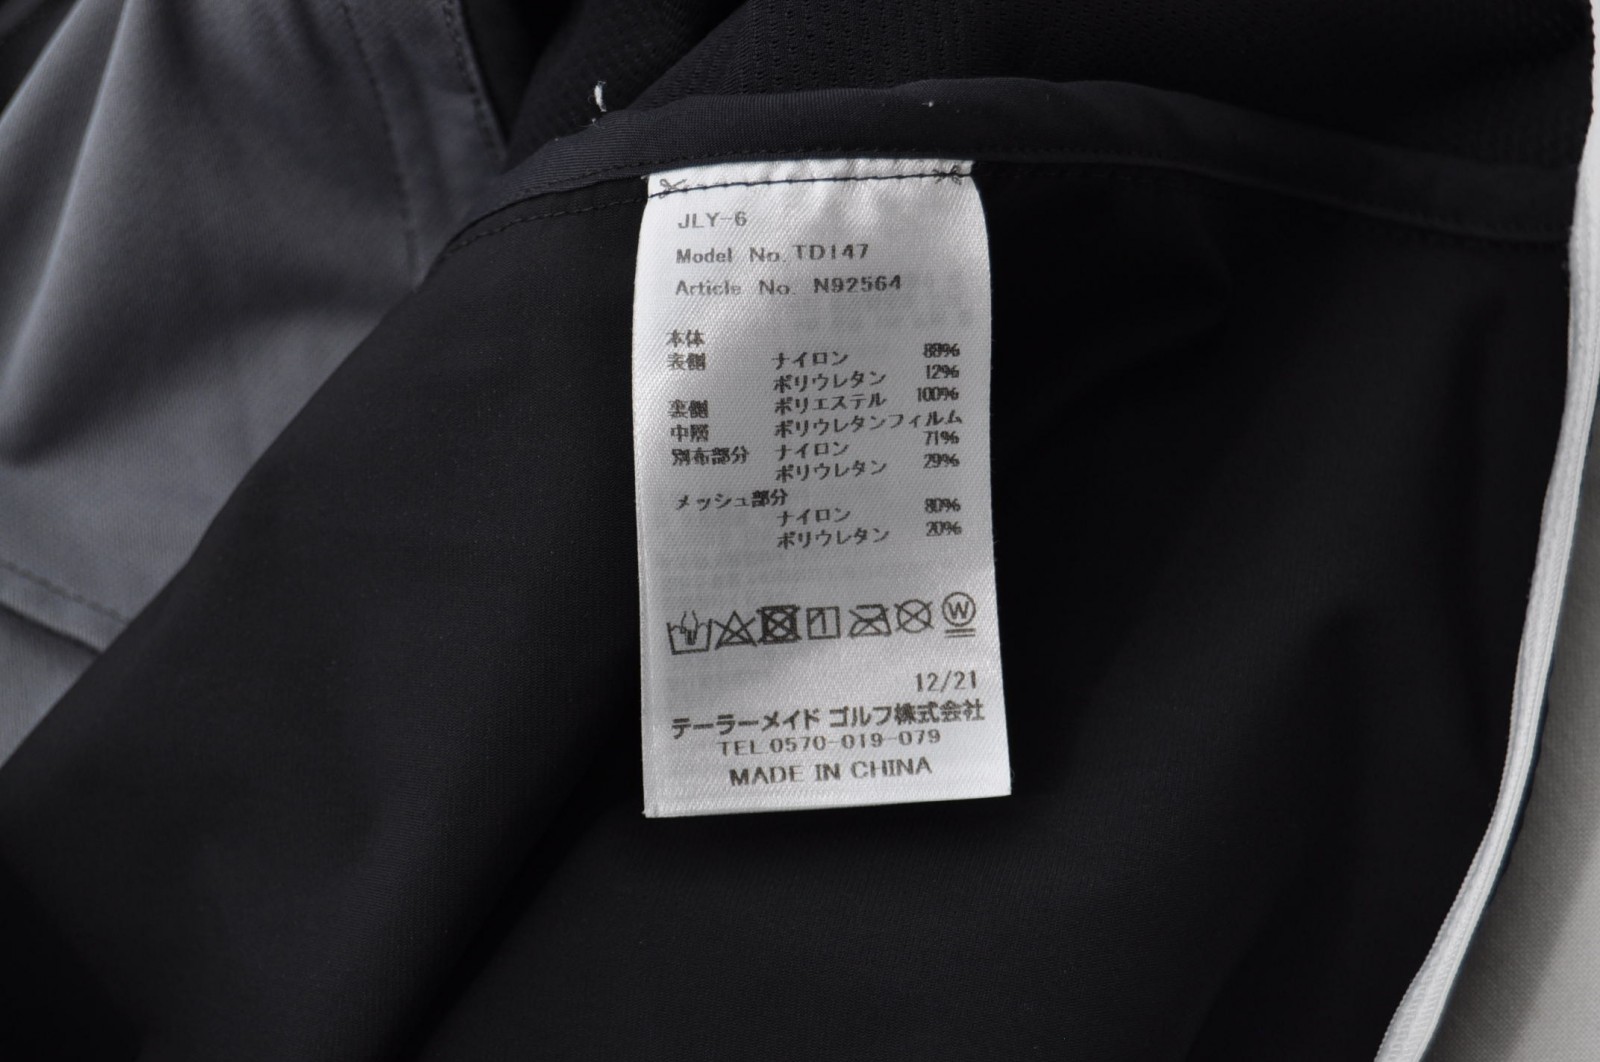 JLY-6
Model No. TD147
Article No. N92564
本体
表側 ナイロン 88%
ポリウレタン 12%
裏側 ポリエステル 100%
中層 ポリウレタンフィルム
別布部分 ナイロン 71%
ポリウレタン 29%
メッシュ部分
ナイロン 80%
ポリウレタン 20%
W
12/21
テーラーメイド ゴルフ株式会社
TEL 0570-019-079
MADE IN CHINA